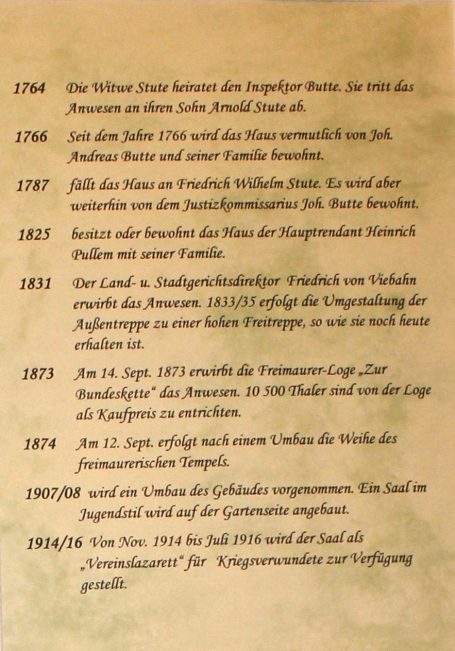 1764 Die Witwe Stute heiratet den Inspektor Butte. Sie tritt das
Anwesen an ihren Sohn Arnold Stute ab.
1766 Seit dem Jahre 1766 wird das Haus vermutlich von Joh.
Andreas Butte und seiner Familie bewohnt.
1787 fällt das Haus an Friedrich Wilhelm Stute. Es wird aber
weiterhin von dem Justizkommissarius Joh. Butte bewohnt.
1825 besitzt oder bewohnt das Haus der Hauptrendant Heinrich
Pullem mit seiner Familie.
1831 Der Land- u. Stadtgerichtsdirektor Friedrich von Viebahn
erwirbt das Anwesen. 1833/35 erfolgt die Umgestaltung der
Außentreppe zu einer hohen Freitreppe, so wie sie noch heute
erhalten ist.
1873 Am 14. Sept. 1873 erwirbt die Freimaurer-Loge „Zur
Bundeskette“ das Anwesen. 10 500 Thaler sind von der Loge
als Kaufpreis zu entrichten.
1874 Am 12. Sept. erfolgt nach einem Umbau die Weihe des
freimaurerischen Tempels.
1907/08 wird ein Umbau des Gebäudes vorgenommen. Ein Saal im
Jugendstil wird auf der Gartenseite angebaut.
1914/16 Von Nov. 1914 bis Juli 1916 wird der Saal als
„Vereinslazarett“ für Kriegsverwundete zur Verfügung
gestellt.